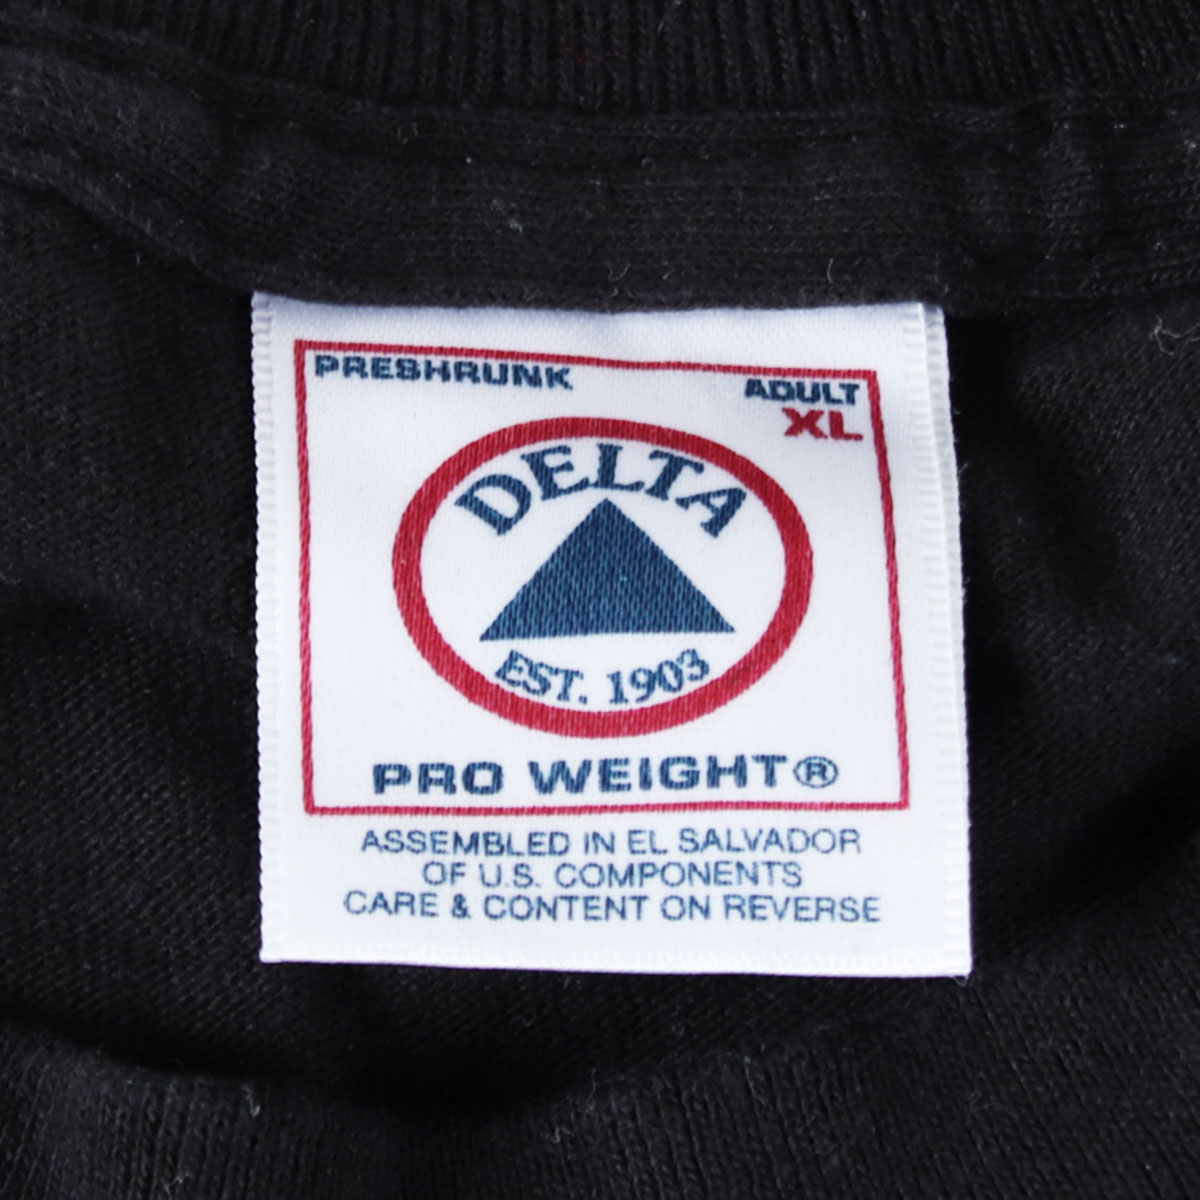 PRESHRUNK
ADULT
XL
DELTA
EST. 1903
PRO WEIGHT®
ASSEMBLED IN EL SALVADOR
OF U.S. COMPONENTS
CARE & CONTENT ON REVERSE